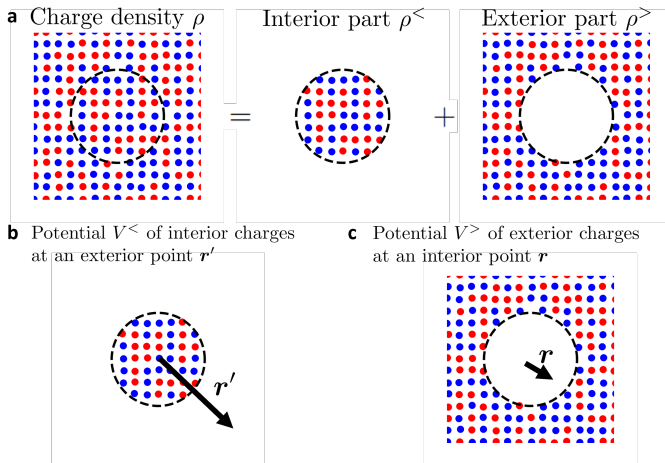 a Charge density ρ
Interior part ρ<
Exterior part ρ>
=
+
b Potential V< of interior charges
at an exterior point r′
c Potential V> of exterior charges
at an interior point r
r′
r